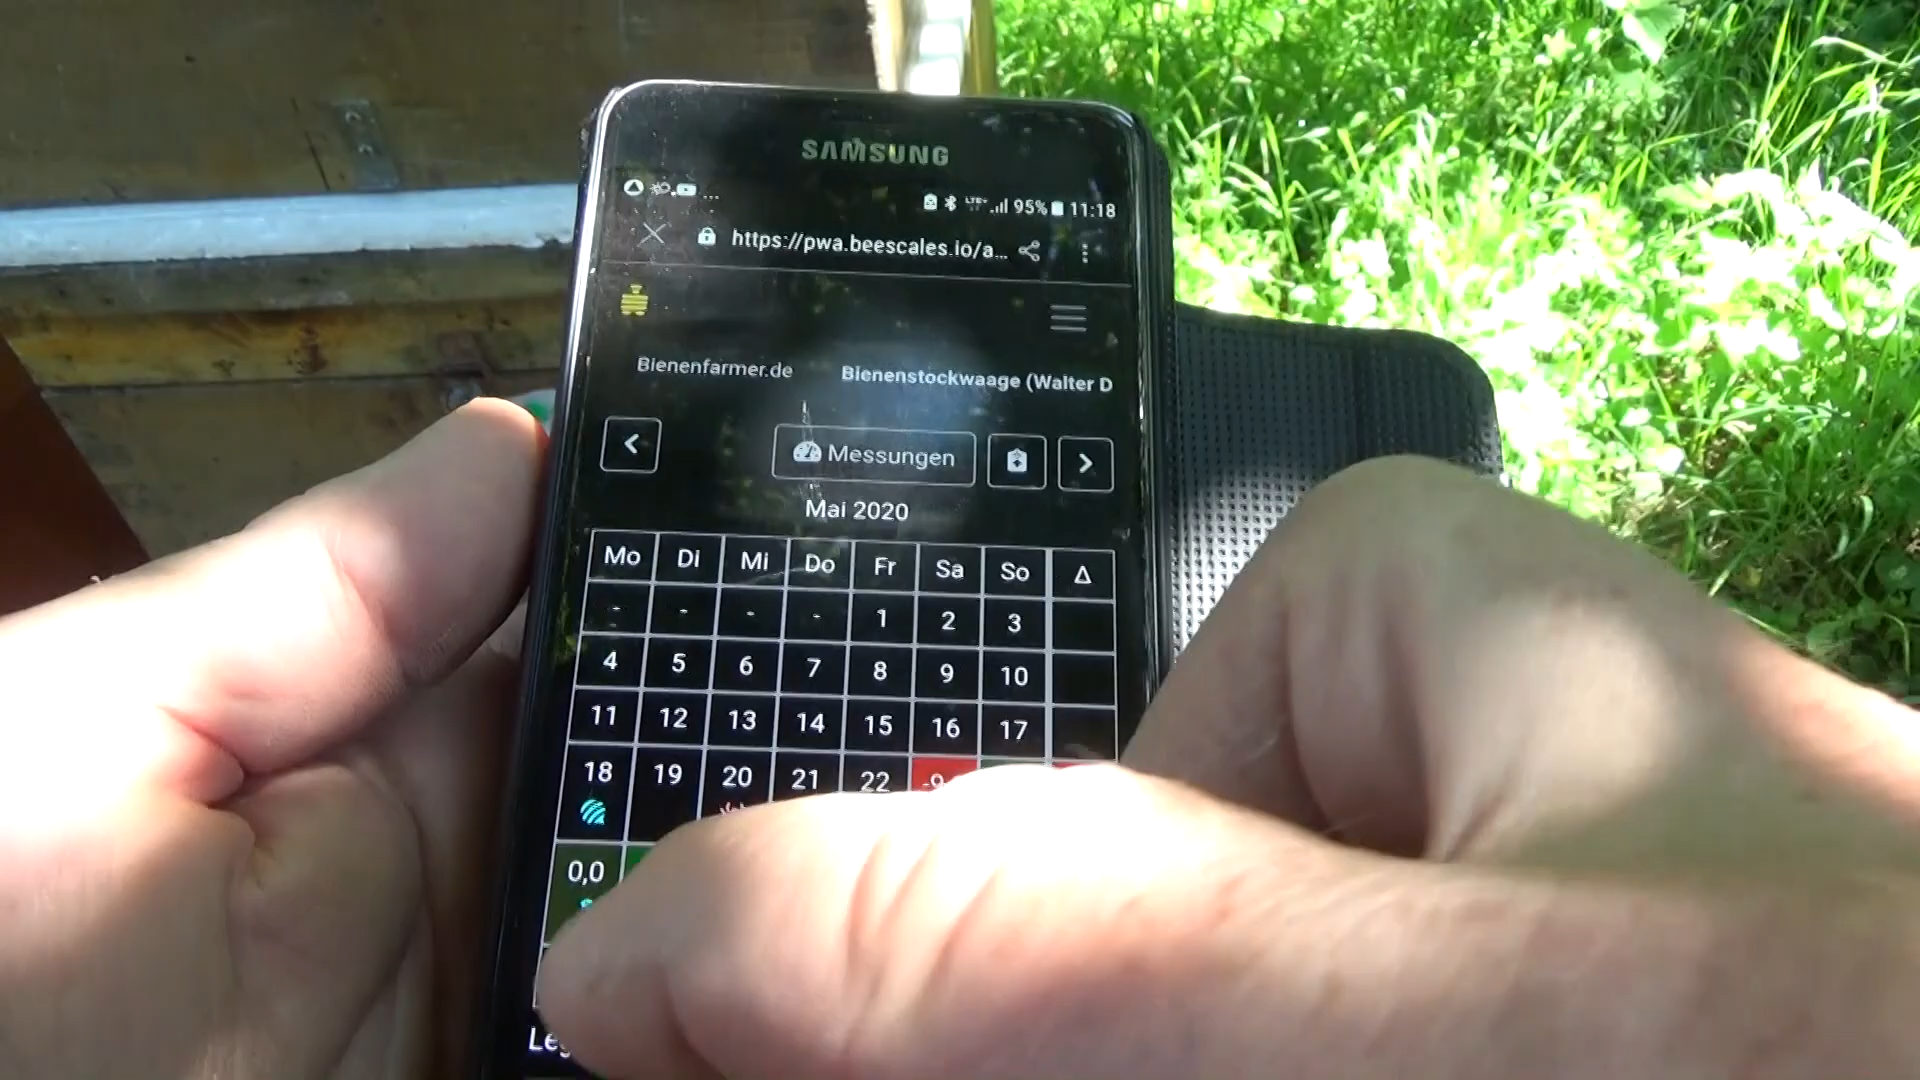 SAMSUNG
... LTE+ 95% 11:18
https://pwa.beescales.io/a...
Bienenfarmer.de Bienenstockwaage (Walter D
Messungen
Mai 2020
Mo Di Mi Do Fr Sa So Δ
- - - - 1 2 3
4 5 6 7 8 9 10
11 12 13 14 15 16 17
18 19 20 21 22
0,0